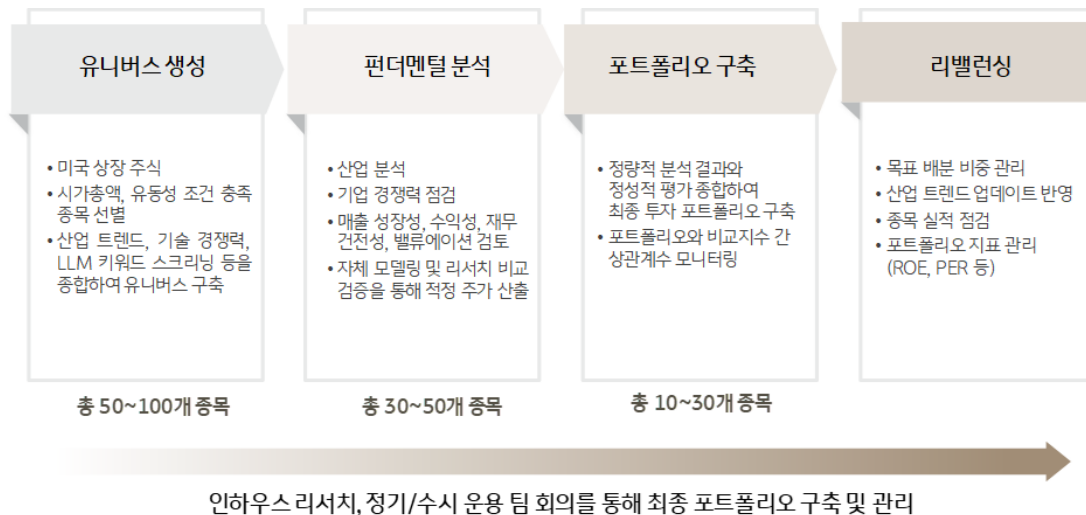 유니버스 생성
• 미국 상장 주식
• 시가총액, 유동성 조건 충족
종목 선별
• 산업 트렌드, 기술 경쟁력,
LLM 키워드 스크리닝 등을
종합하여 유니버스 구축
총 50~100개 종목
펀더멘털 분석
• 산업 분석
• 기업 경쟁력 점검
• 매출 성장성, 수익성, 재무
건전성, 밸류에이션 검토
• 자체 모델링 및 리서치 비교
검증을 통해 적정 주가 산출
총 30~50개 종목
포트폴리오 구축
• 정량적 분석 결과와
정성적 평가 종합하여
최종 투자 포트폴리오 구축
• 포트폴리오와 비교지수 간
상관계수 모니터링
총 10~30개 종목
리밸런싱
• 목표 배분 비중 관리
• 산업 트렌드 업데이트 반영
• 종목 실적 점검
• 포트폴리오 지표 관리
(ROE, PER 등)
인하우스 리서치, 정기/수시 운용 팀 회의를 통해 최종 포트폴리오 구축 및 관리